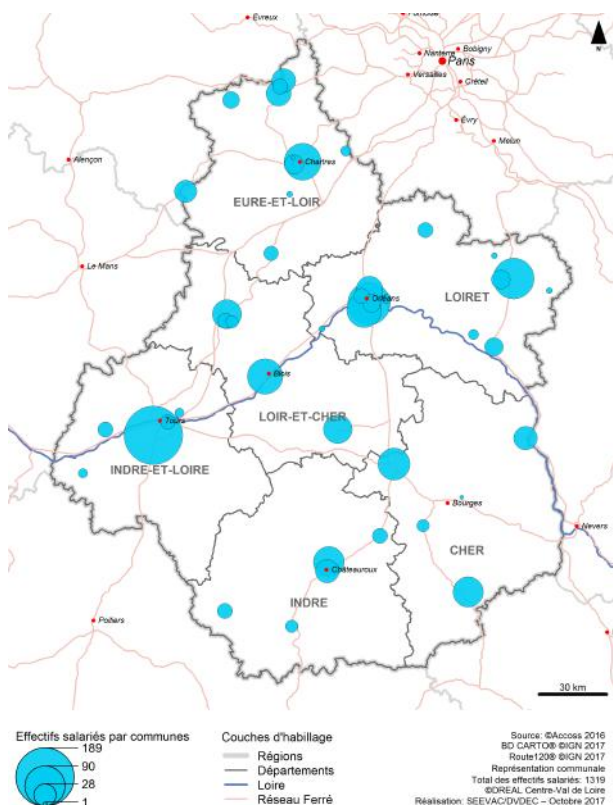 Évreux
Nanterre
Bobigny
Paris
Versailles
Créteil
Évry
Melun
N
Alençon
Chartres
EURE-ET-LOIR
Le Mans
LOIRET
Orléans
Blois
LOIR-ET-CHER
Tours
INDRE-ET-LOIRE
Bourges
Nevers
CHER
Châteauroux
INDRE
Poitiers
30 km
Effectifs salariés par communes
189
90
28
1
Couches d'habillage
Régions
Départements
Loire
Réseau Ferré
Source: ©Accoss 2016
BD CARTO® ©IGN 2017
Route120® ©IGN 2017
Représentation communale
Total des effectifs salariés: 1319
©DREAL Centre-Val de Loire
Réalisation: SEEVAC/DVDEC – Octobre 2017